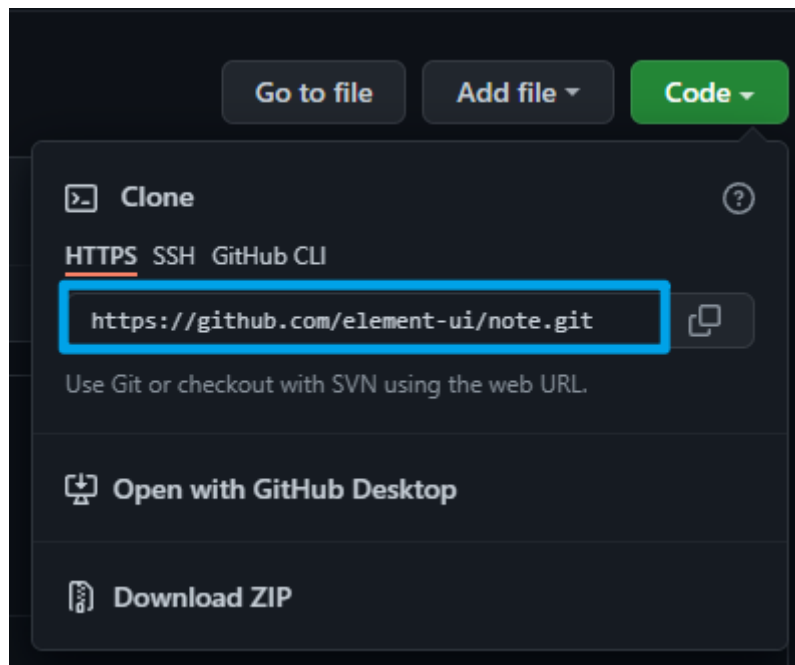 Go to file Add file Code
Clone
HTTPS SSH GitHub CLI
https://github.com/element-ui/note.git
Use Git or checkout with SVN using the web URL.
Open with GitHub Desktop
Download ZIP